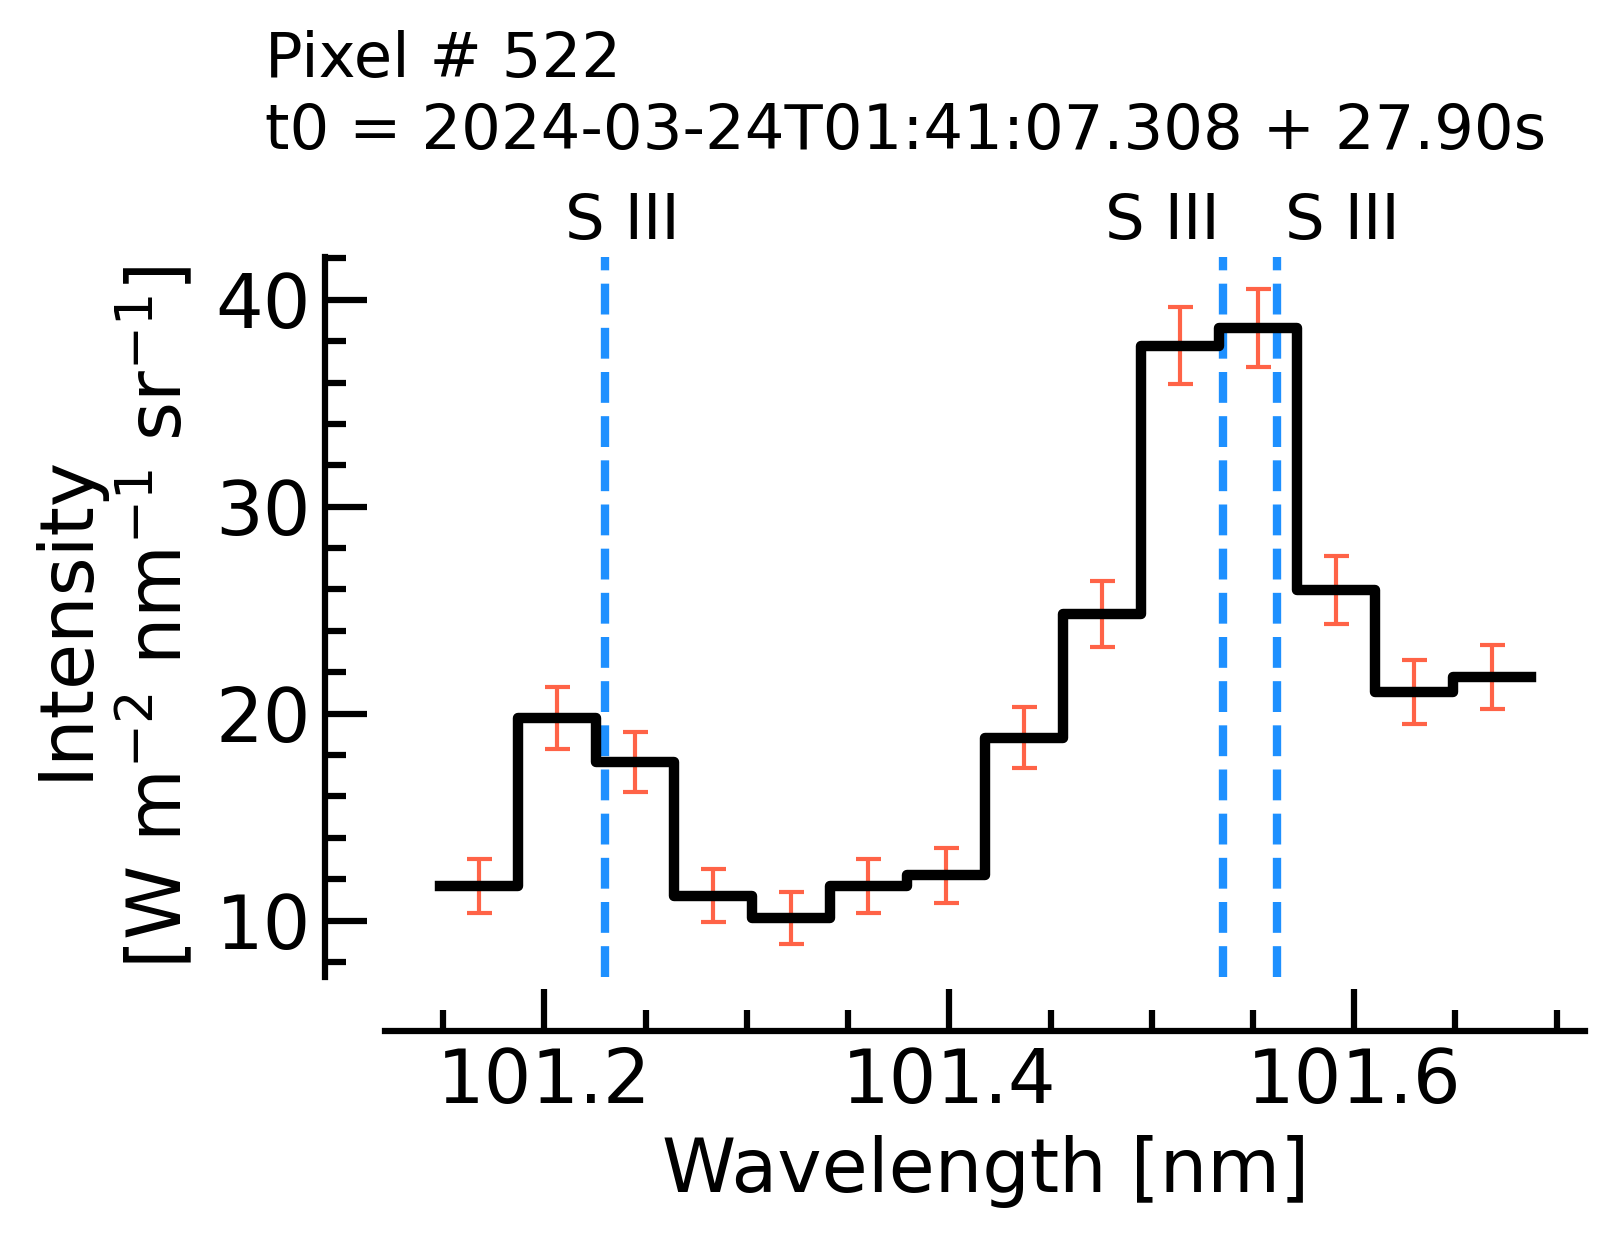 Pixel # 522
t0 = 2024-03-24T01:41:07.308 + 27.90s
S III S III S III
Intensity
[W m⁻² nm⁻¹ sr⁻¹]
40
30
20
10
101.2 101.4 101.6
Wavelength [nm]